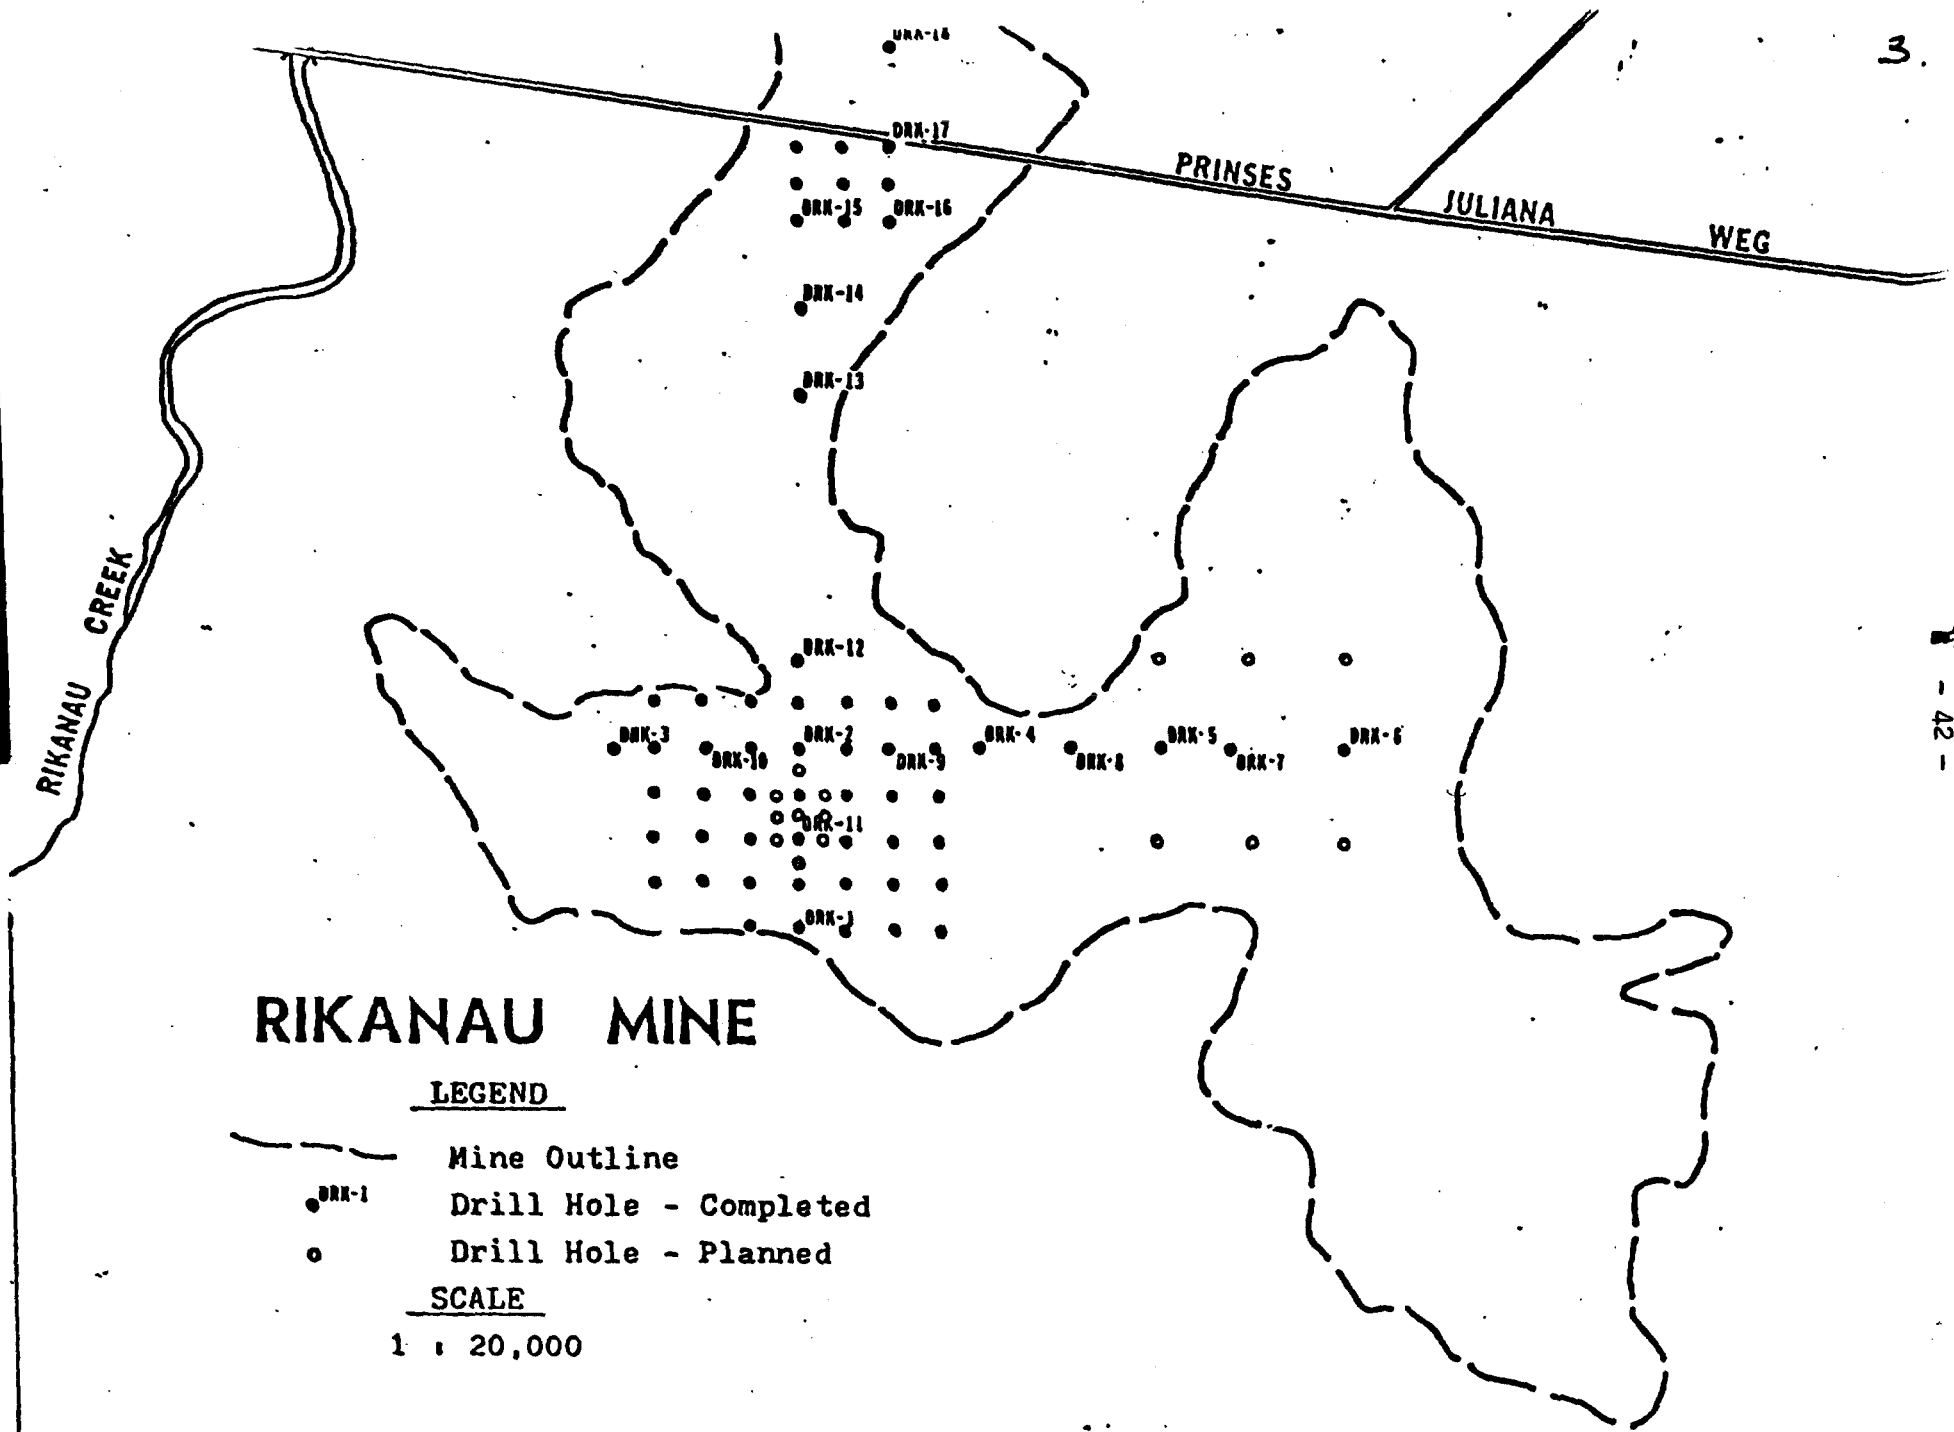 3.
DRK-18
DRK-17
PRINSES JULIANA WEG
DRK-15 DRK-16
DRK-14
DRK-13
RIKANAU CREEK
DRK-12
DRK-3 DRK-2 DRK-4 DRK-5 DRK-6
DRK-10 DRK-9 DRK-8 DRK-7
DRK-11
DRK-1
- 42 -
RIKANAU MINE
LEGEND
Mine Outline
DRK-1 Drill Hole - Completed
Drill Hole - Planned
SCALE
1 : 20,000